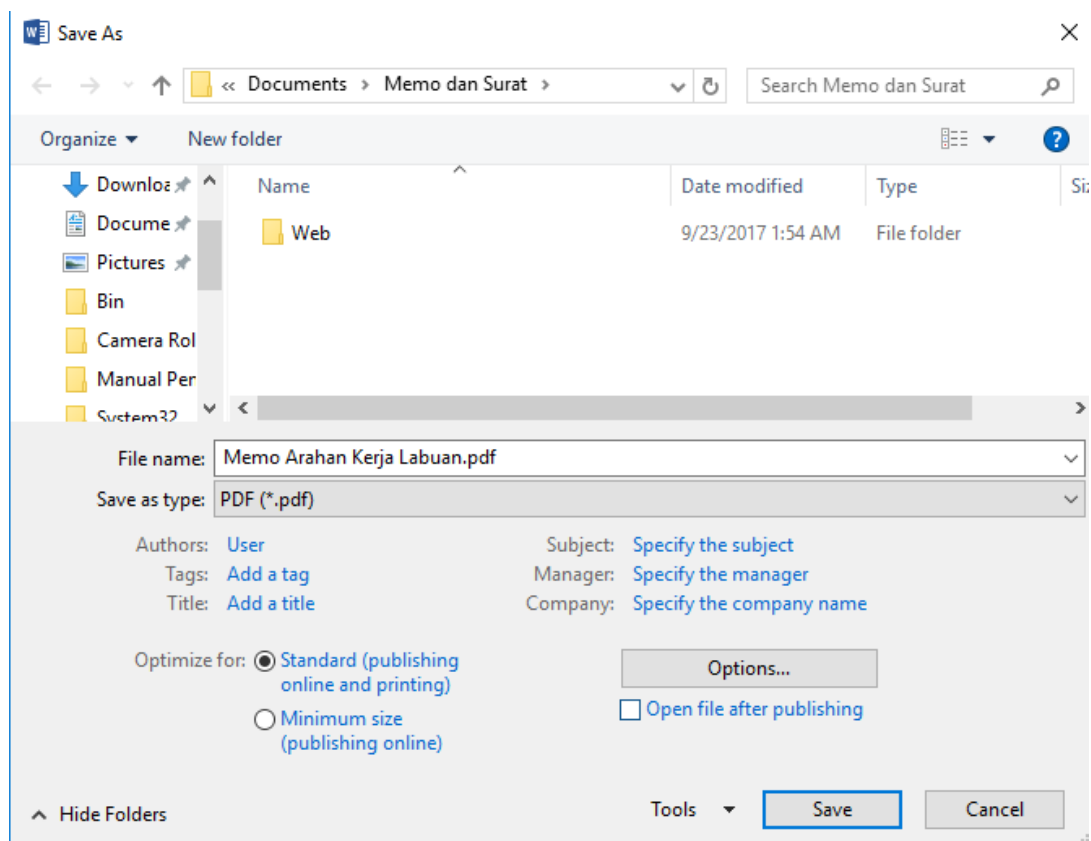 Save As
« Documents > Memo dan Surat >
Search Memo dan Surat
Organize
New folder
?
Name
Date modified
Type
Siz
Downloa
Docume
Pictures
Bin
Camera Rol
Manual Per
System32
Web
9/23/2017 1:54 AM
File folder
File name: Memo Arahan Kerja Labuan.pdf
Save as type: PDF (*.pdf)
Authors: User
Subject: Specify the subject
Tags: Add a tag
Manager: Specify the manager
Title: Add a title
Company: Specify the company name
Optimize for: Standard (publishing
online and printing)
Minimum size
(publishing online)
Options...
Open file after publishing
Hide Folders
Tools
Save
Cancel